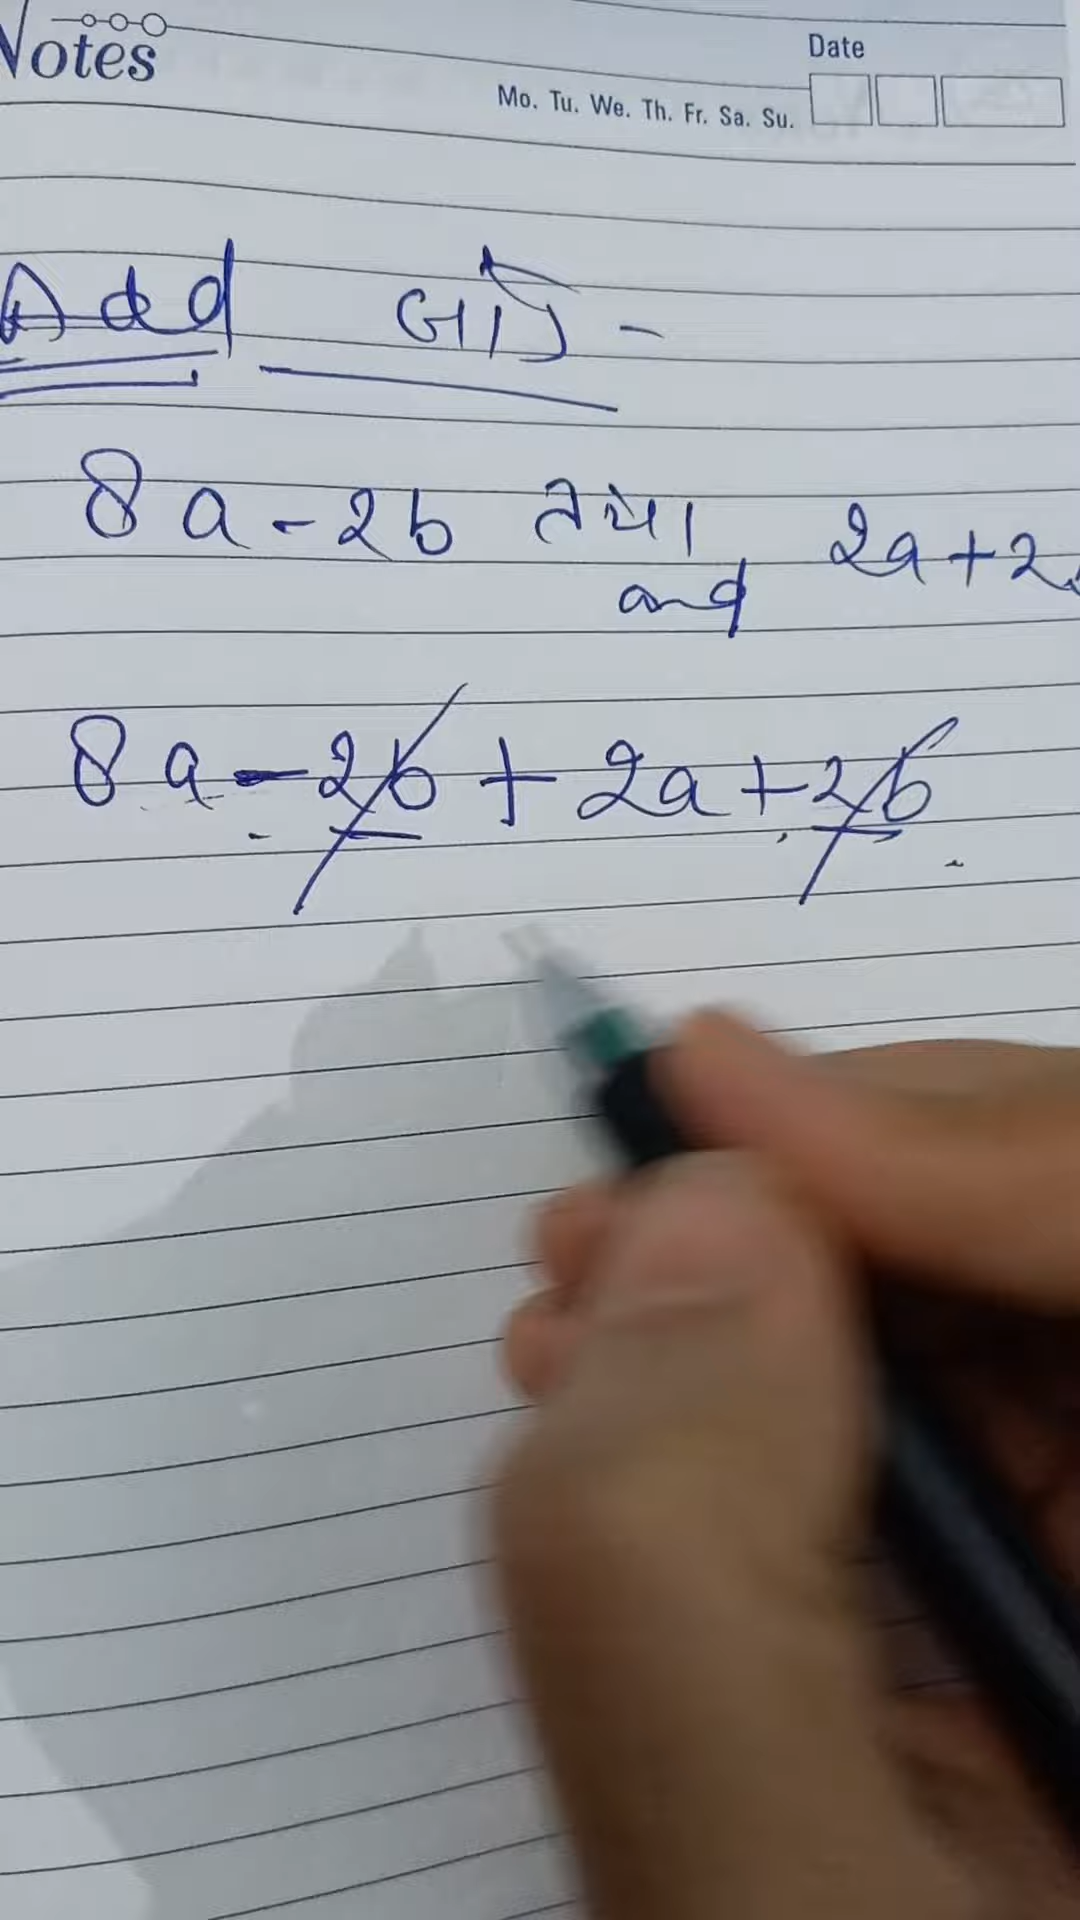 Notes
Date
Mo. Tu. We. Th. Fr. Sa. Su.
Add जोड़े -
8a - 2b तथा and 2a + 2
8a - 2b + 2a + 2b